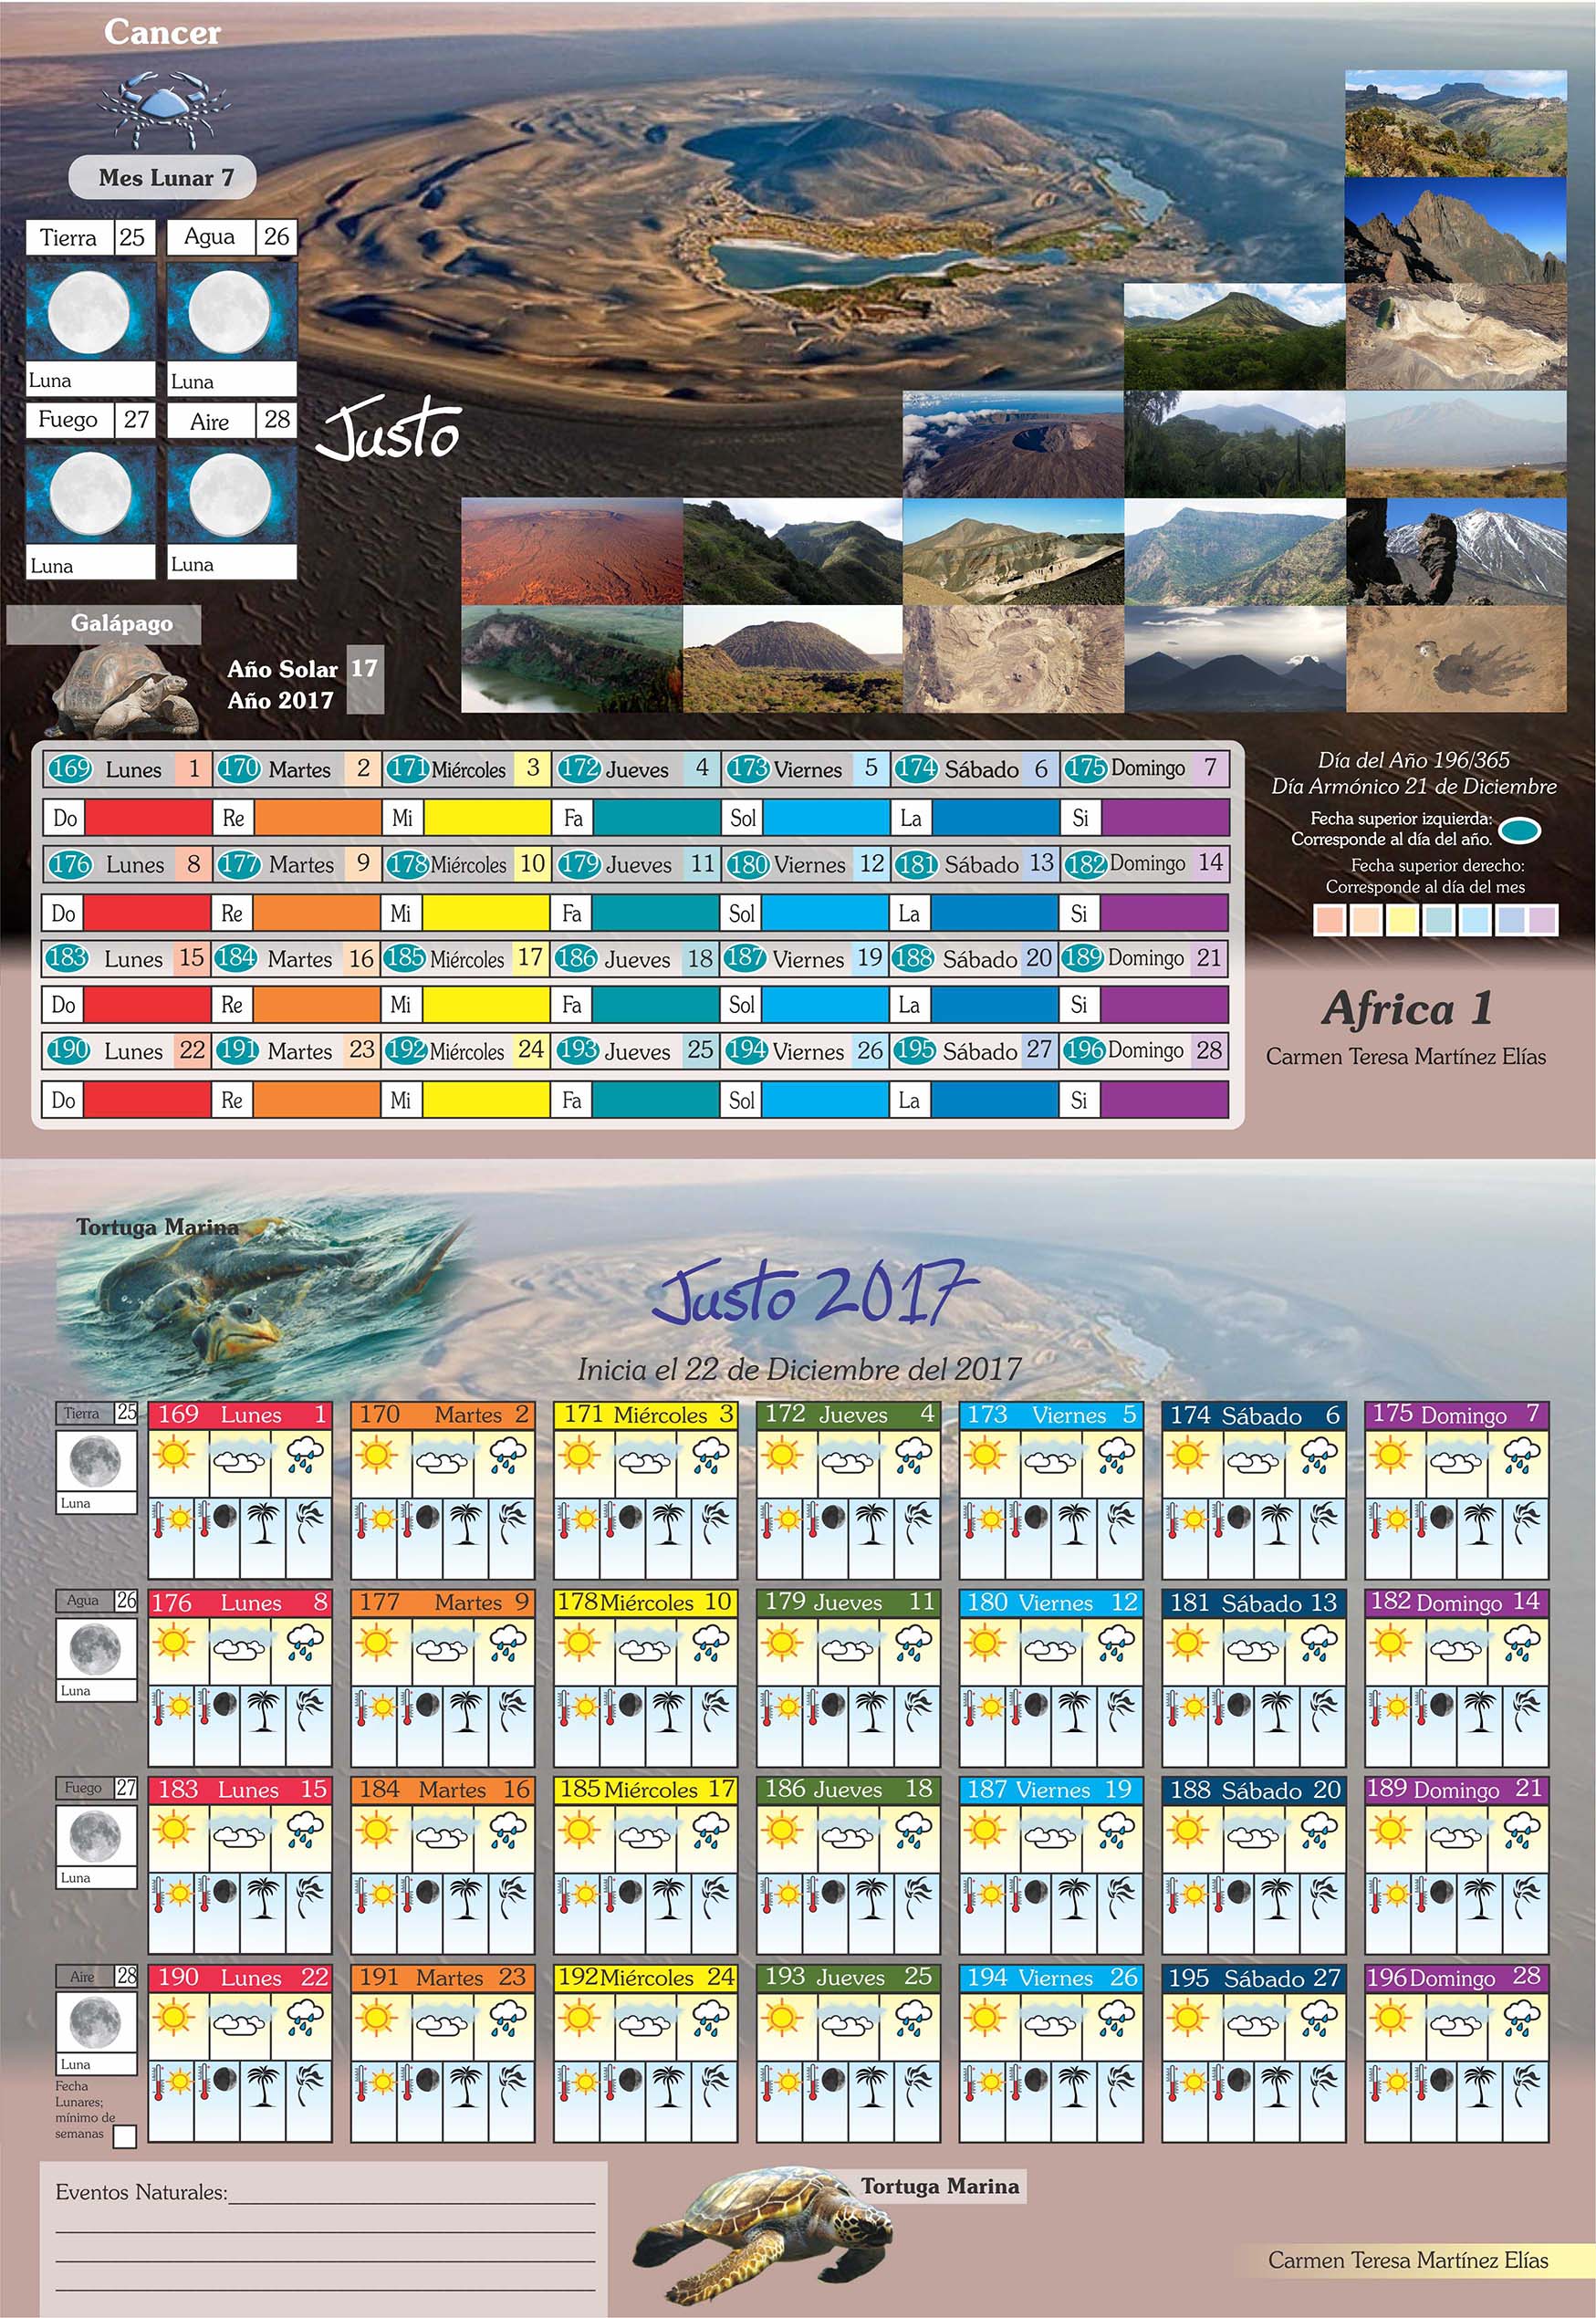 Cancer
Mes Lunar 7
Tierra 25 Agua 26
Luna Luna
Fuego 27 Aire 28
Luna Luna
Justo
Galápago
Año Solar 17
Año 2017
169 Lunes 1 170 Martes 2 171 Miércoles 3 172 Jueves 4 173 Viernes 5 174 Sábado 6 175 Domingo 7
Do Re Mi Fa Sol La Si
176 Lunes 8 177 Martes 9 178 Miércoles 10 179 Jueves 11 180 Viernes 12 181 Sábado 13 182 Domingo 14
Do Re Mi Fa Sol La Si
183 Lunes 15 184 Martes 16 185 Miércoles 17 186 Jueves 18 187 Viernes 19 188 Sábado 20 189 Domingo 21
Do Re Mi Fa Sol La Si
190 Lunes 22 191 Martes 23 192 Miércoles 24 193 Jueves 25 194 Viernes 26 195 Sábado 27 196 Domingo 28
Do Re Mi Fa Sol La Si
Día del Año 196/365
Día Armónico 21 de Diciembre
Fecha superior izquierda:
Corresponde al día del año.
Fecha superior derecho:
Corresponde al día del mes
Africa 1
Carmen Teresa Martínez Elías
Tortuga Marina
Justo 2017
Inicia el 22 de Diciembre del 2017
Tierra 25 169 Lunes 1 170 Martes 2 171 Miércoles 3 172 Jueves 4 173 Viernes 5 174 Sábado 6 175 Domingo 7
Luna
Agua 26 176 Lunes 8 177 Martes 9 178 Miércoles 10 179 Jueves 11 180 Viernes 12 181 Sábado 13 182 Domingo 14
Luna
Fuego 27 183 Lunes 15 184 Martes 16 185 Miércoles 17 186 Jueves 18 187 Viernes 19 188 Sábado 20 189 Domingo 21
Luna
Aire 28 190 Lunes 22 191 Martes 23 192 Miércoles 24 193 Jueves 25 194 Viernes 26 195 Sábado 27 196 Domingo 28
Luna
Fecha
Lunares;
mínimo de
semanas
Eventos Naturales:
Tortuga Marina
Carmen Teresa Martínez Elías